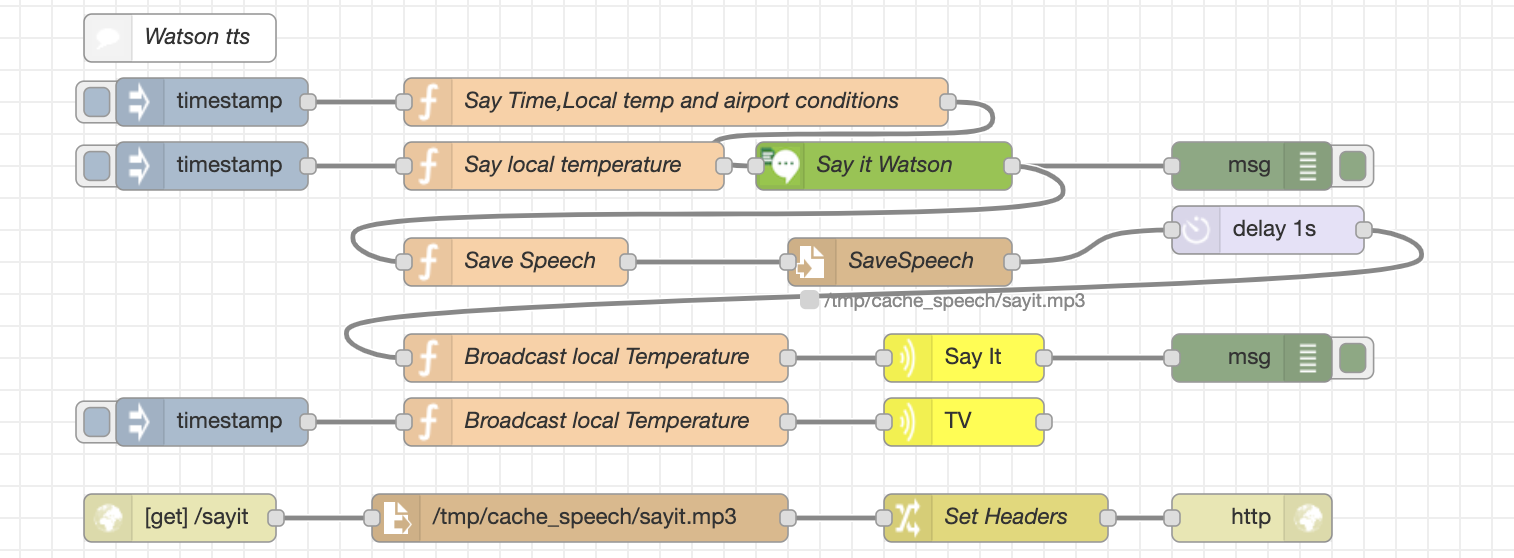 Watson tts
timestamp
Say Time,Local temp and airport conditions
timestamp
Say local temperature
Say it Watson
msg
delay 1s
Save Speech
SaveSpeech
/tmp/cache_speech/sayit.mp3
Broadcast local Temperature
Say It
msg
timestamp
Broadcast local Temperature
TV
[get] /sayit
/tmp/cache_speech/sayit.mp3
Set Headers
http